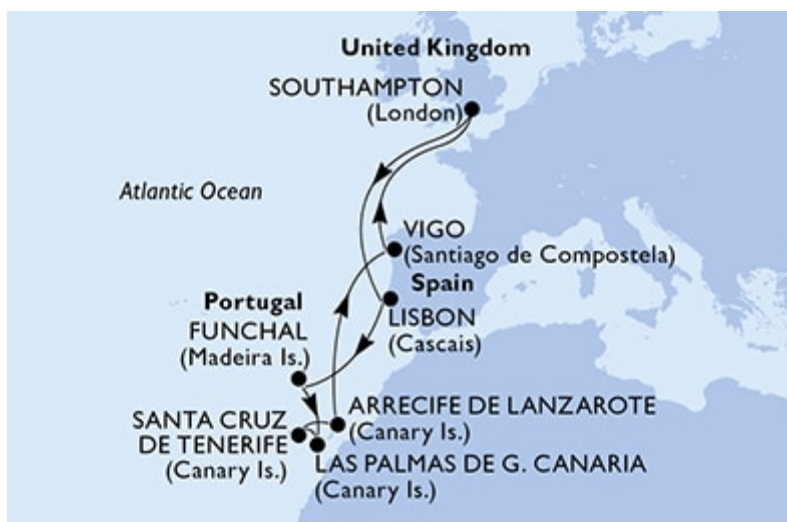 United Kingdom
SOUTHAMPTON
(London)
Atlantic Ocean
VIGO
(Santiago de Compostela)
Spain
Portugal
FUNCHAL
(Madeira Is.)
LISBON
(Cascais)
SANTA CRUZ
DE TENERIFE
(Canary Is.)
ARRECIFE DE LANZAROTE
(Canary Is.)
LAS PALMAS DE G. CANARIA
(Canary Is.)